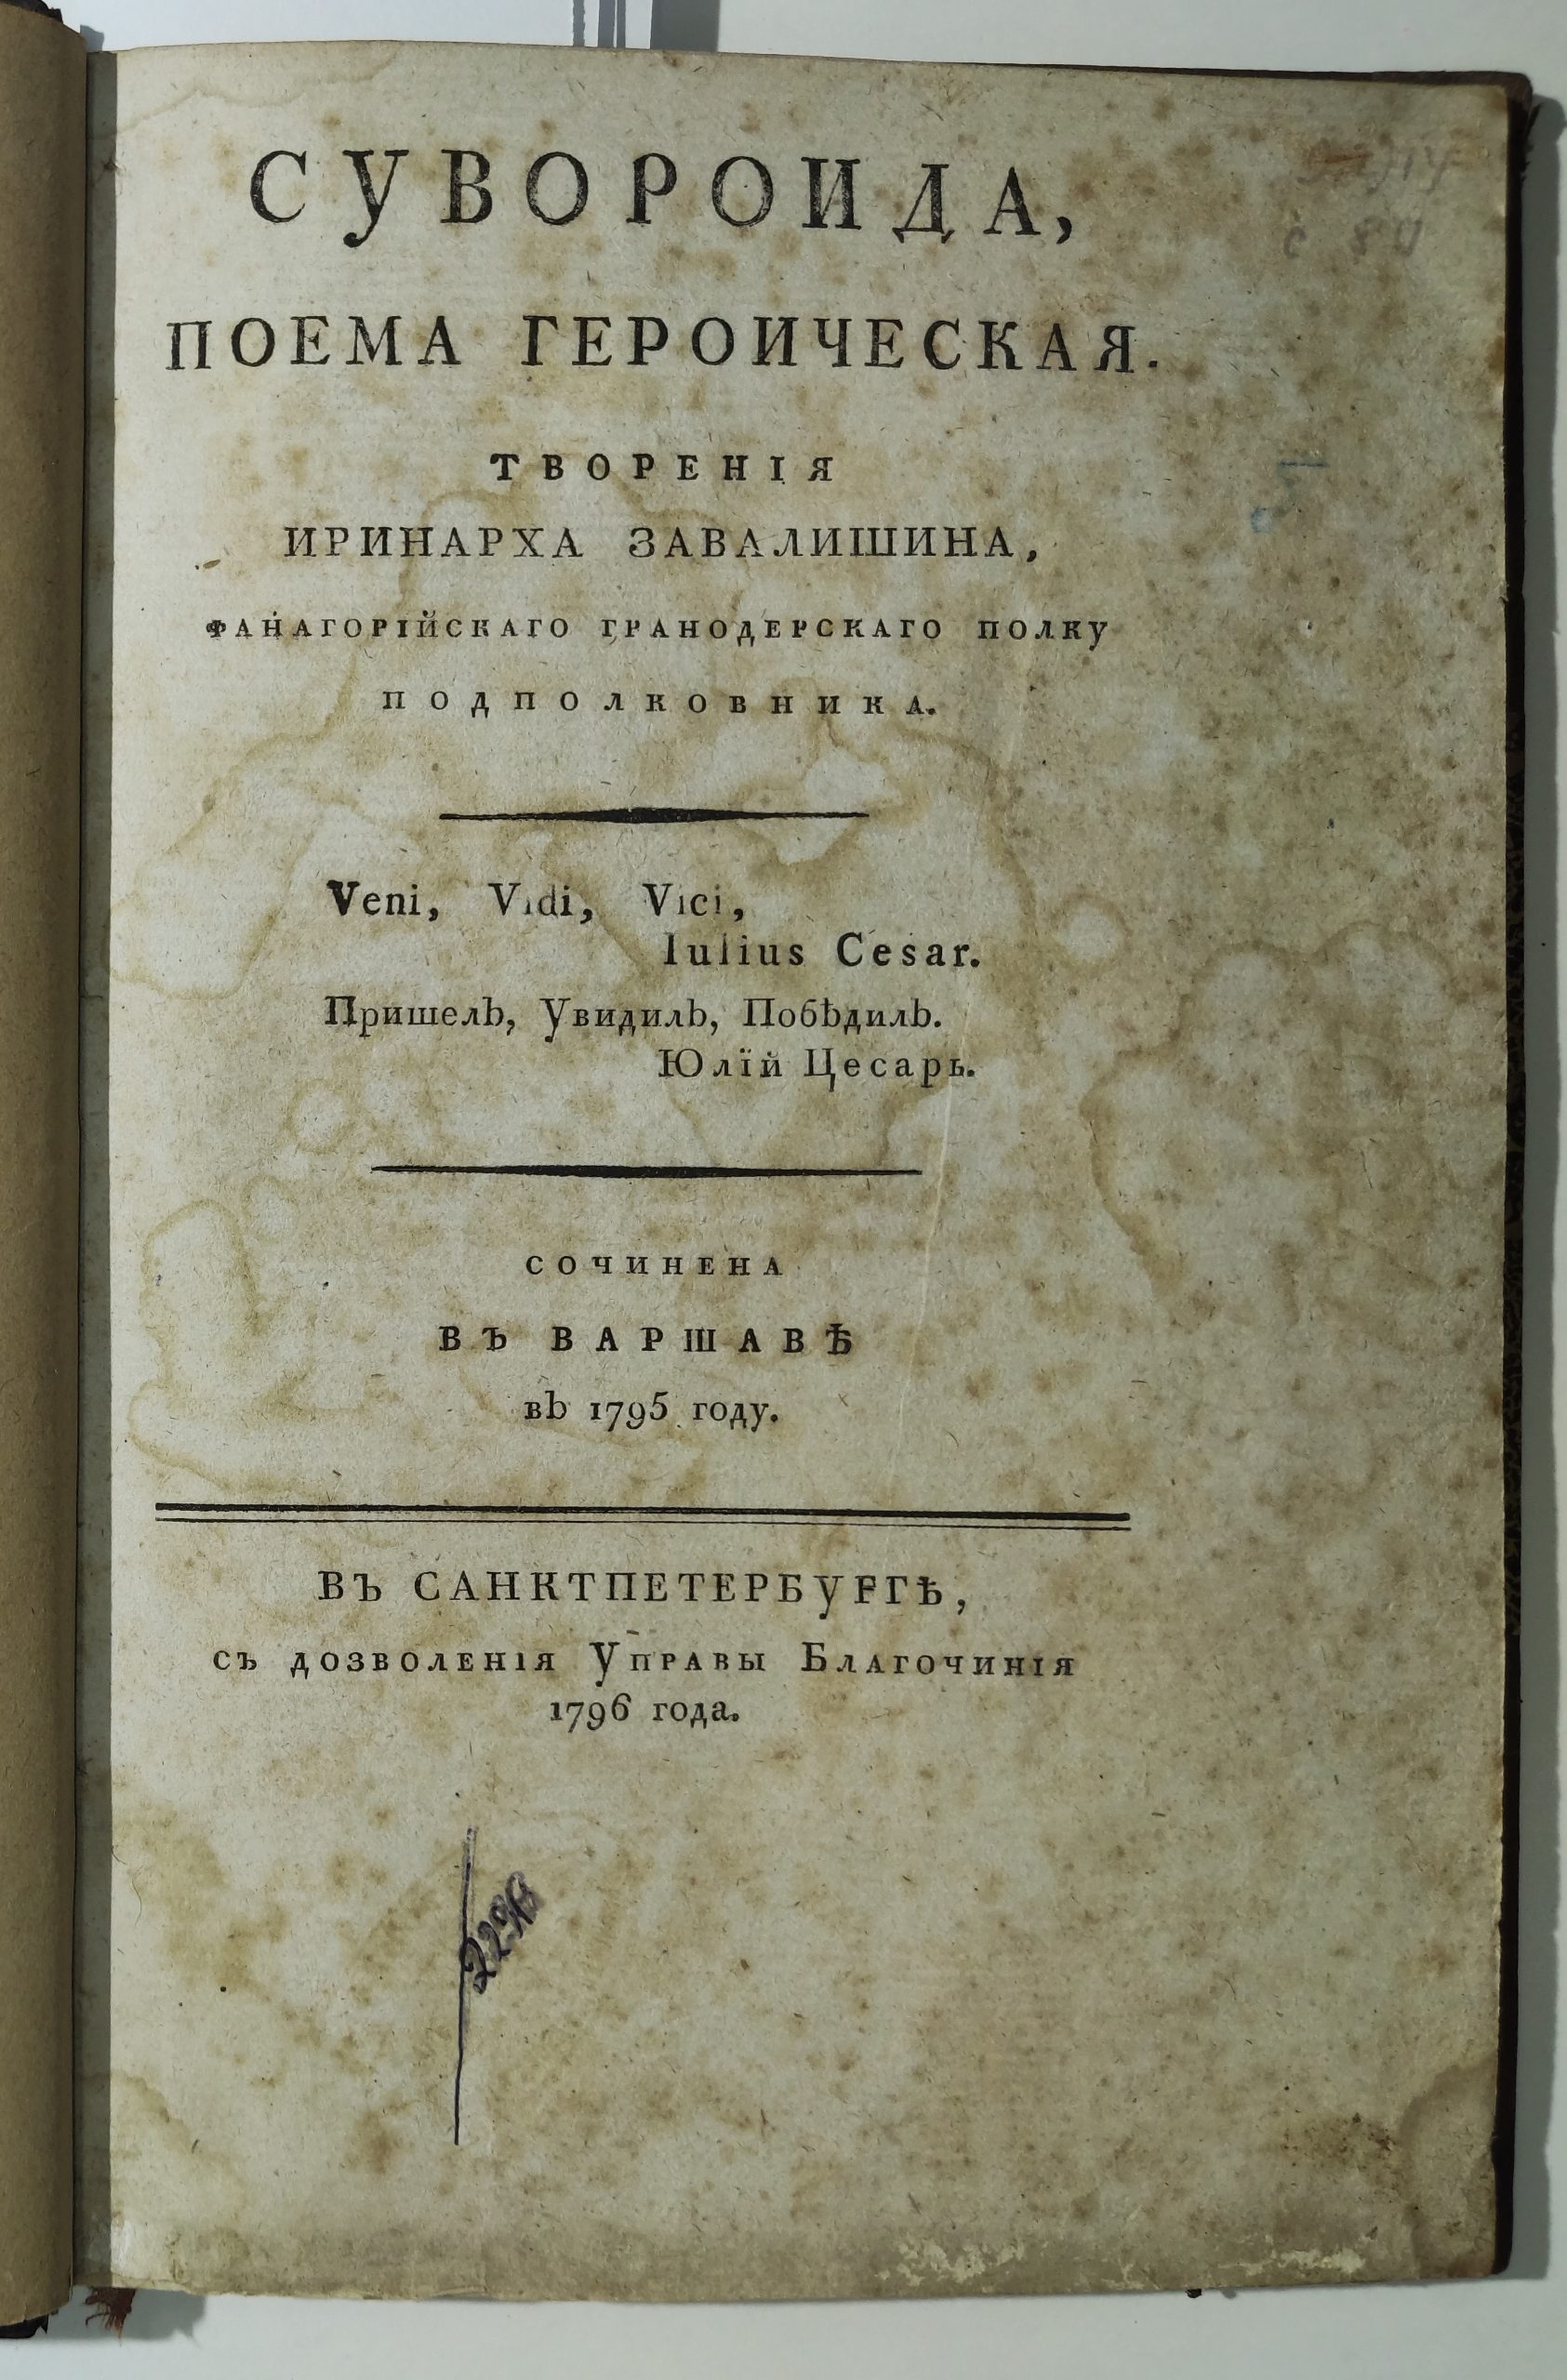 СУВОРОИДА,
ПОЕМА ГЕРОИЧЕСКАЯ.
ТВОРЕНІЯ
ИРИНАРХА ЗАВАЛИШИНА,
ФАНАГОРІЙСКАГО ГРАНОДЕРСКАГО ПОЛКУ
ПОДПОЛКОВНИКА.
Veni, Vidi, Vici,
Iulius Cesar.
Пришелъ, Увидилъ, Побѣдилъ.
Юлїй Цесарь.
СОЧИНЕНА
ВЪ ВАРШАВѢ
въ 1795 году.
ВЪ САНКТПЕТЕРБУРГѢ,
СЪ ДОЗВОЛЕНІЯ УПРАВЫ БЛАГОЧИНІЯ
1796 года.